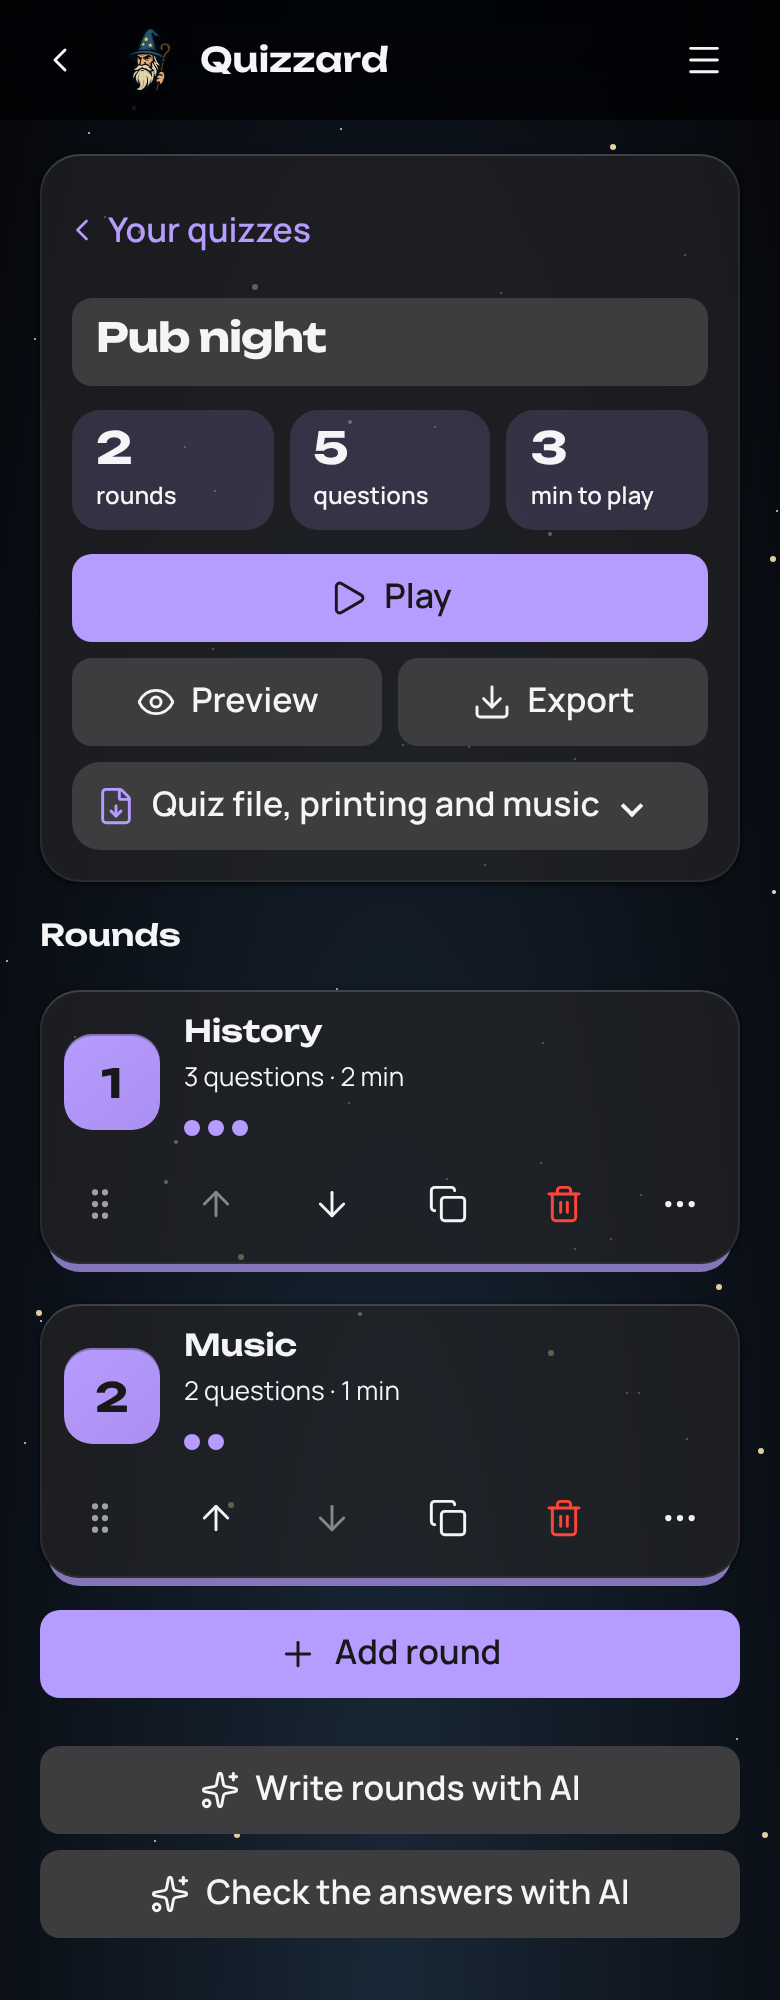 Quizzard
Your quizzes
Pub night
2
rounds
5
questions
3
min to play
Play
Preview
Export
Quiz file, printing and music
Rounds
1
History
3 questions · 2 min
2
Music
2 questions · 1 min
Add round
Write rounds with AI
Check the answers with AI